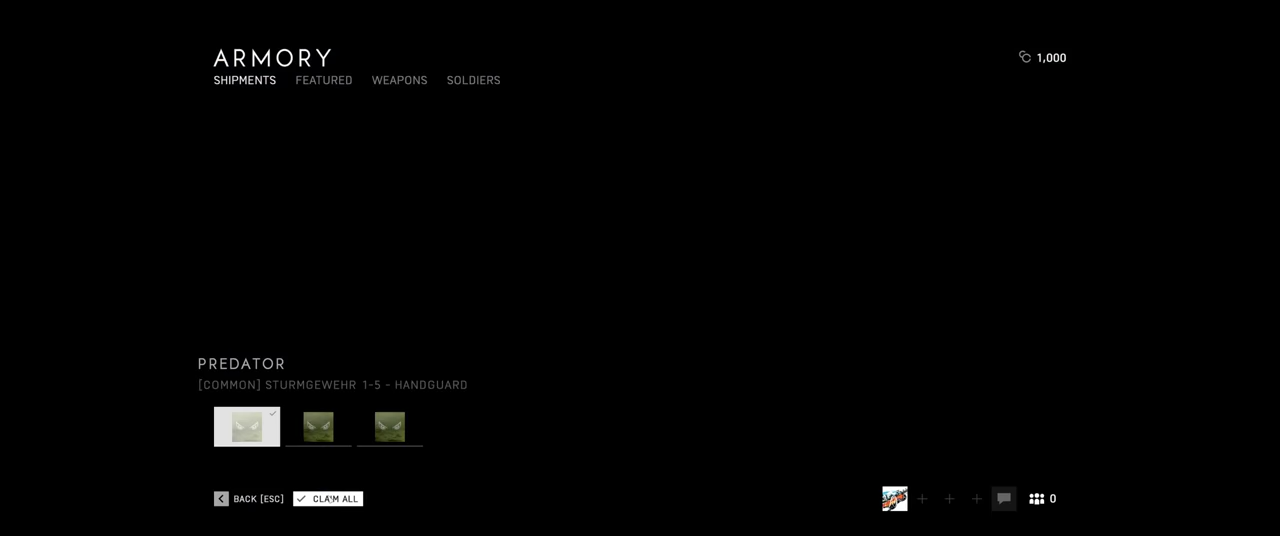 ARMORY
1,000
SHIPMENTS FEATURED WEAPONS SOLDIERS
PREDATOR
[COMMON] STURMGEWEHR 1-5 - HANDGUARD
BACK [ESC] CLAIM ALL
0